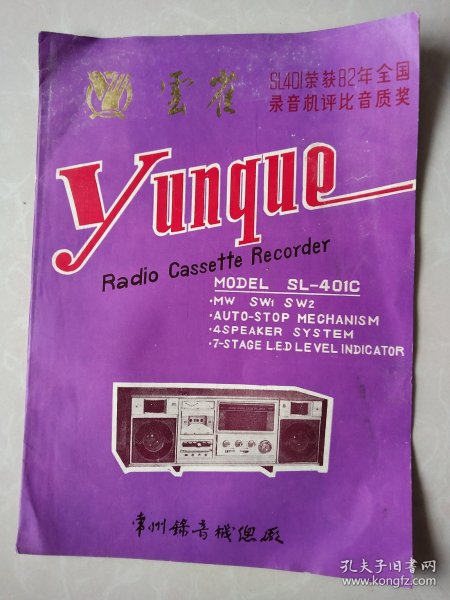 雲雀
SL401荣获82年全国
录音机评比音质奖
Yunque
Radio Cassette Recorder
MODEL SL-401C
·MW SW1 SW2
·AUTO-STOP MECHANISM
·4SPEAKER SYSTEM
·7-STAGE L.E.D LEVEL INDICATOR
常州錄音機總厰
孔夫子旧书网
www.kongfz.com